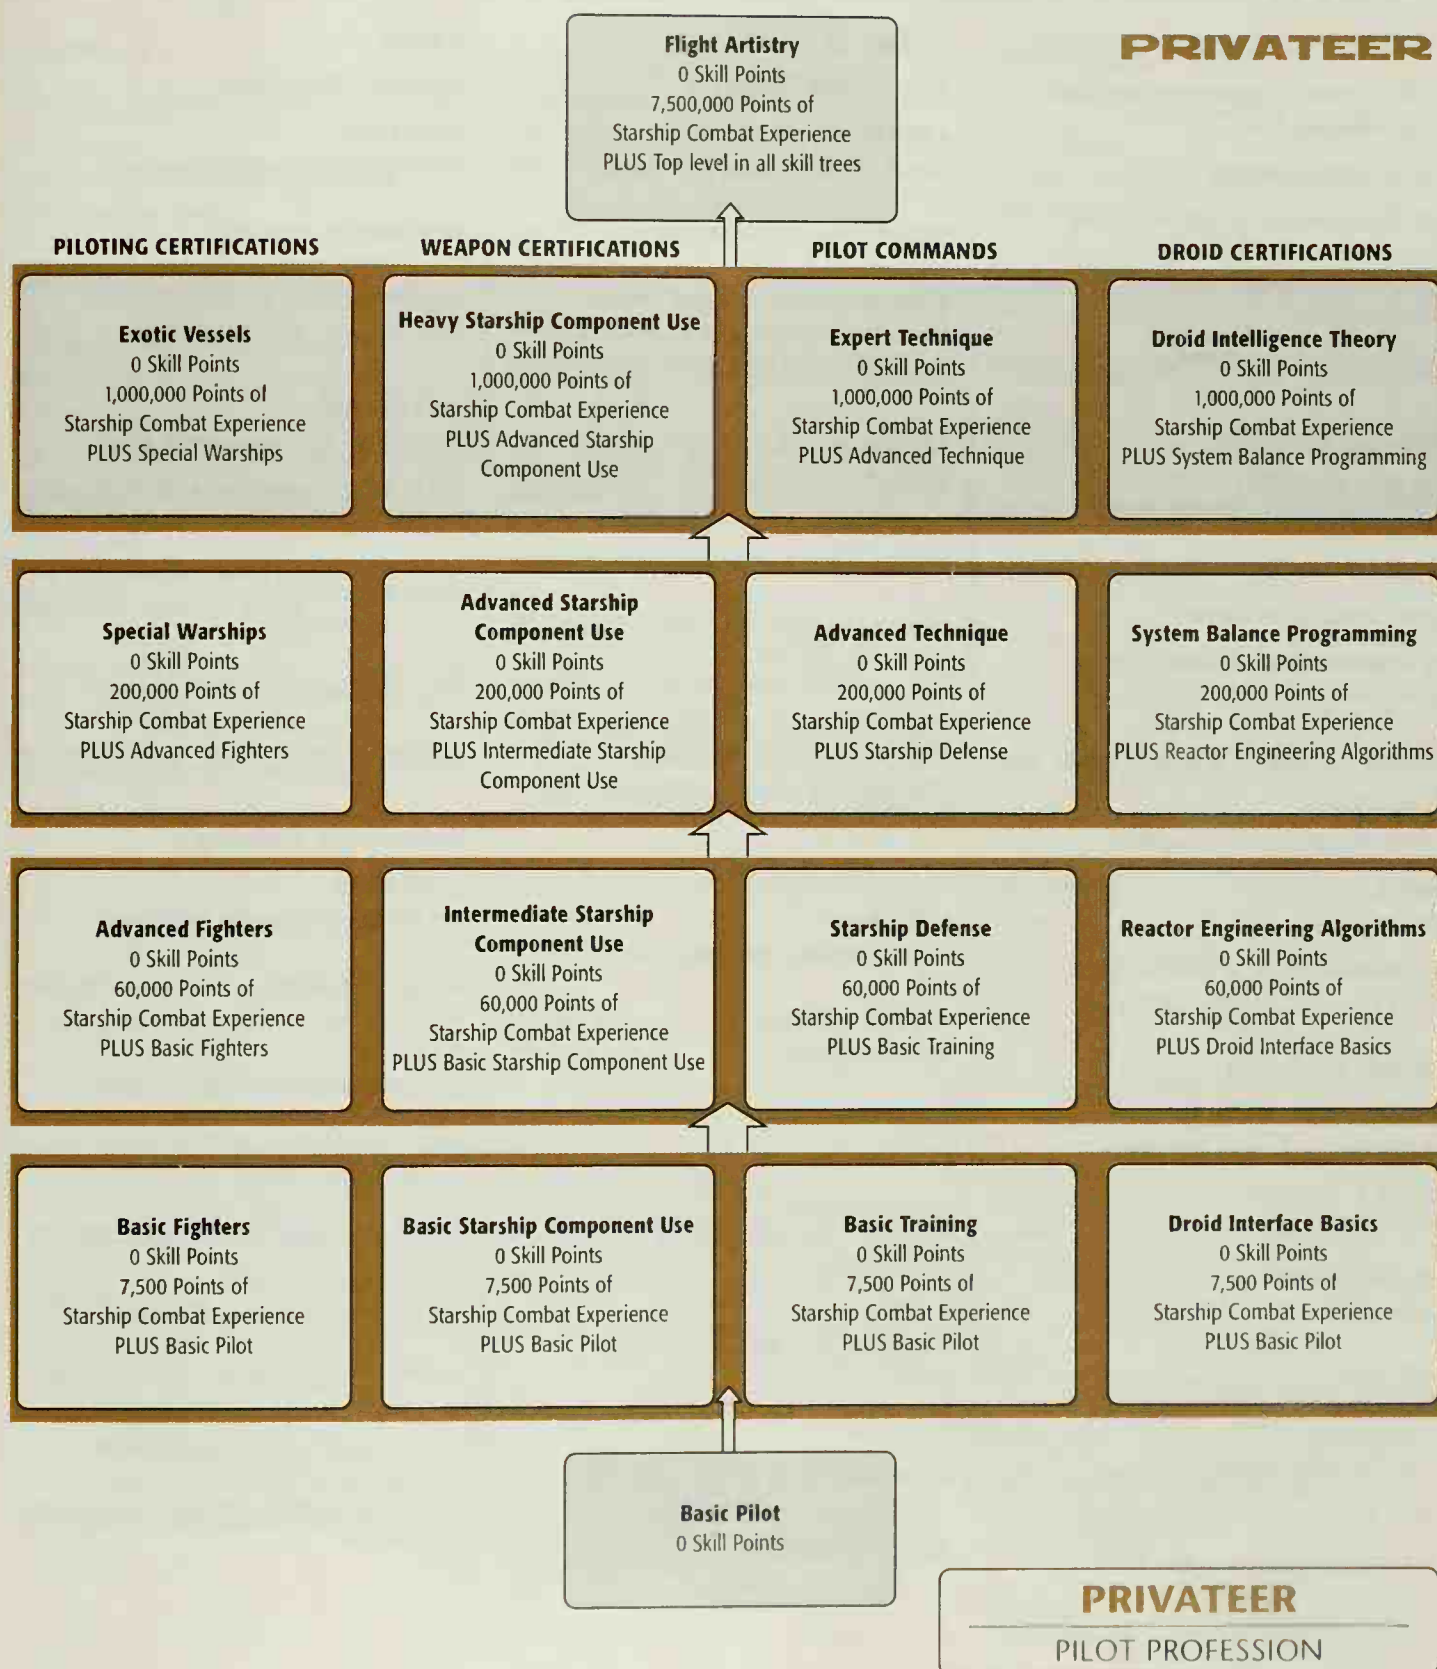 PRIVATEER
Flight Artistry
0 Skill Points
7,500,000 Points of
Starship Combat Experience
PLUS Top level in all skill trees
PILOTING CERTIFICATIONS
WEAPON CERTIFICATIONS
PILOT COMMANDS
DROID CERTIFICATIONS
Exotic Vessels
0 Skill Points
1,000,000 Points of
Starship Combat Experience
PLUS Special Warships
Heavy Starship Component Use
0 Skill Points
1,000,000 Points of
Starship Combat Experience
PLUS Advanced Starship
Component Use
Expert Technique
0 Skill Points
1,000,000 Points of
Starship Combat Experience
PLUS Advanced Technique
Droid Intelligence Theory
0 Skill Points
1,000,000 Points of
Starship Combat Experience
PLUS System Balance Programming
Special Warships
0 Skill Points
200,000 Points of
Starship Combat Experience
PLUS Advanced Fighters
Advanced Starship
Component Use
0 Skill Points
200,000 Points of
Starship Combat Experience
PLUS Intermediate Starship
Component Use
Advanced Technique
0 Skill Points
200,000 Points of
Starship Combat Experience
PLUS Starship Defense
System Balance Programming
0 Skill Points
200,000 Points of
Starship Combat Experience
PLUS Reactor Engineering Algorithms
Advanced Fighters
0 Skill Points
60,000 Points of
Starship Combat Experience
PLUS Basic Fighters
Intermediate Starship
Component Use
0 Skill Points
60,000 Points of
Starship Combat Experience
PLUS Basic Starship Component Use
Starship Defense
0 Skill Points
60,000 Points of
Starship Combat Experience
PLUS Basic Training
Reactor Engineering Algorithms
0 Skill Points
60,000 Points of
Starship Combat Experience
PLUS Droid Interface Basics
Basic Fighters
0 Skill Points
7,500 Points of
Starship Combat Experience
PLUS Basic Pilot
Basic Starship Component Use
0 Skill Points
7,500 Points of
Starship Combat Experience
PLUS Basic Pilot
Basic Training
0 Skill Points
7,500 Points of
Starship Combat Experience
PLUS Basic Pilot
Droid Interface Basics
0 Skill Points
7,500 Points of
Starship Combat Experience
PLUS Basic Pilot
Basic Pilot
0 Skill Points
PRIVATEER
PILOT PROFESSION